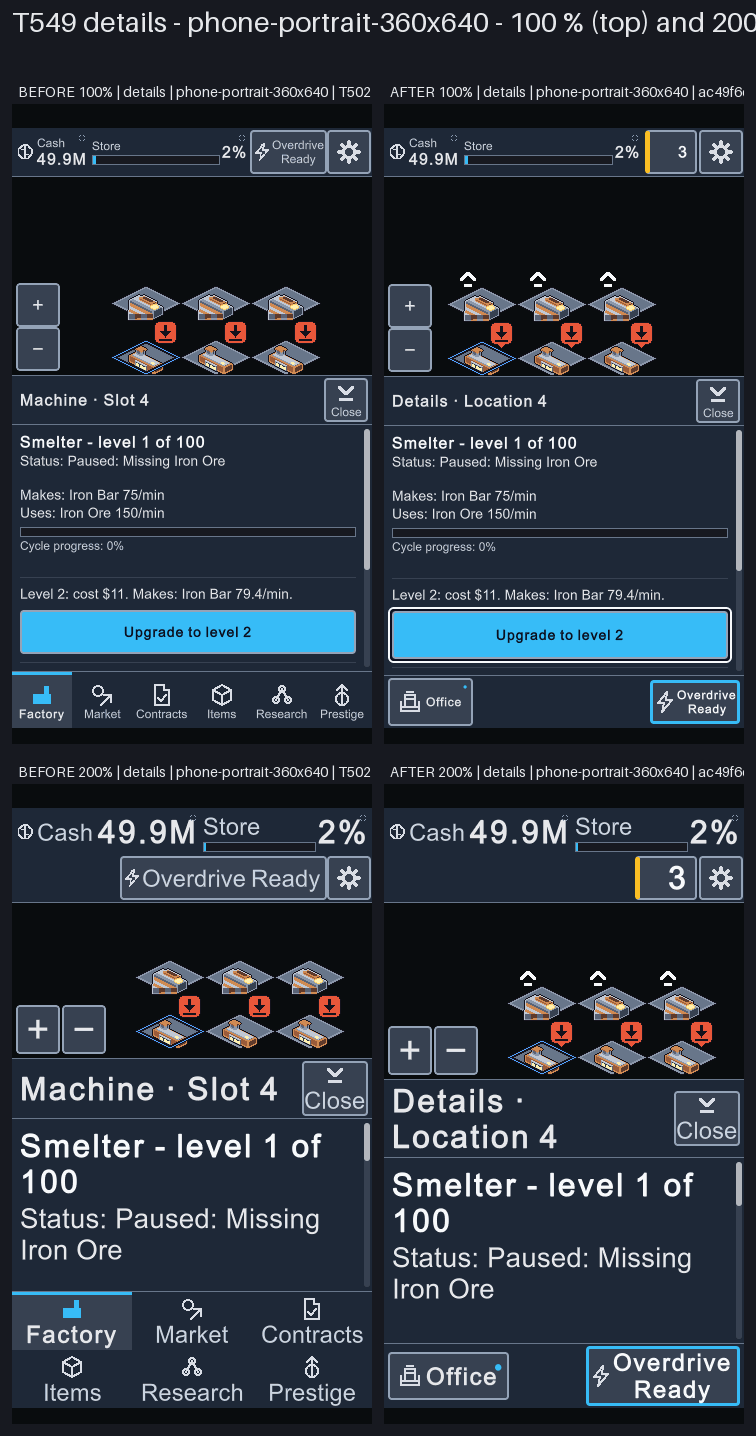 T549 details - phone-portrait-360x640 - 100 % (top) and 200
BEFORE 100% | details | phone-portrait-360x640 | T502
Cash
49.9M
Store
2%
Overdrive
Ready
+
−
Machine · Slot 4
Close
Smelter - level 1 of 100
Status: Paused: Missing Iron Ore
Makes: Iron Bar 75/min
Uses: Iron Ore 150/min
Cycle progress: 0%
Level 2: cost $11. Makes: Iron Bar 79.4/min.
Upgrade to level 2
Factory
Market
Contracts
Items
Research
Prestige
AFTER 100% | details | phone-portrait-360x640 | ac49f6
Cash
49.9M
Store
2%
3
+
−
Details · Location 4
Close
Smelter - level 1 of 100
Status: Paused: Missing Iron Ore
Makes: Iron Bar 75/min
Uses: Iron Ore 150/min
Cycle progress: 0%
Level 2: cost $11. Makes: Iron Bar 79.4/min.
Upgrade to level 2
Office
Overdrive
Ready
BEFORE 200% | details | phone-portrait-360x640 | T502
Cash 49.9M
Store
2%
Overdrive Ready
+
−
Machine · Slot 4
Close
Smelter - level 1 of
100
Status: Paused: Missing
Iron Ore
Factory
Market
Contracts
Items
Research
Prestige
AFTER 200% | details | phone-portrait-360x640 | ac49f6
Cash 49.9M
Store
2%
3
+
−
Details ·
Location 4
Close
Smelter - level 1 of
100
Status: Paused: Missing
Iron Ore
Office
Overdrive
Ready